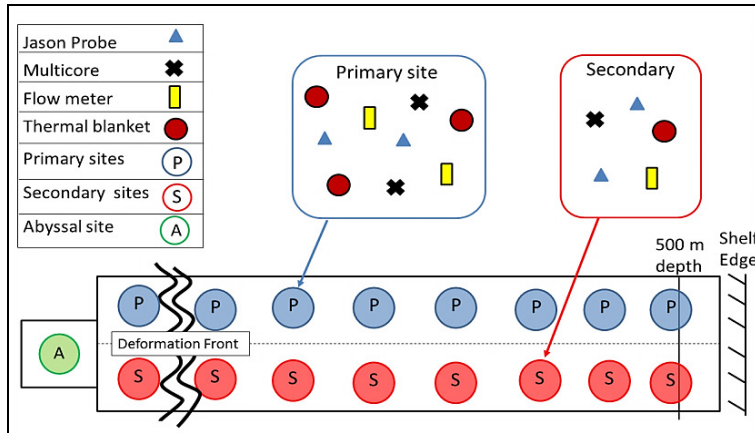 Jason Probe
Multicore
Flow meter
Thermal blanket
Primary sites
P
Secondary sites
S
Abyssal site
A
Primary site
Secondary
500 m
depth
Shelf
Edge
P P P P P P P P
A
Deformation Front
S S S S S S S S